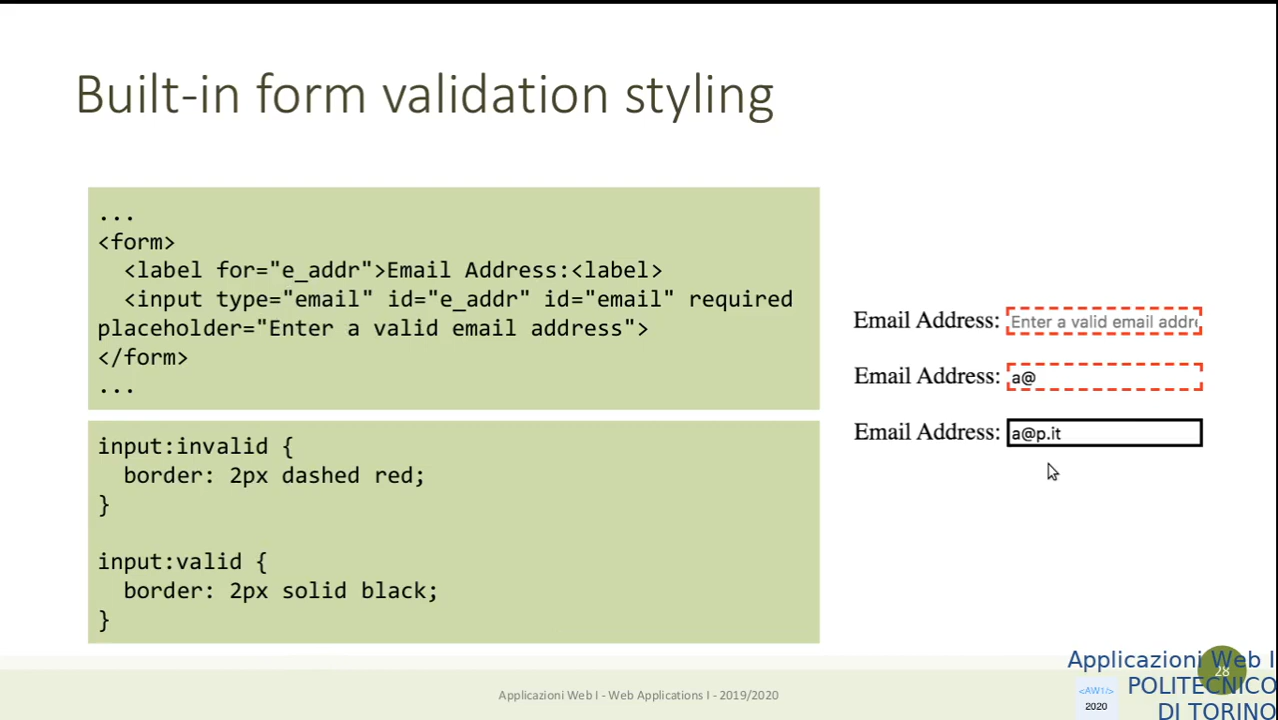 Built-in form validation styling
...
<form>
  <label for="e_addr">Email Address:<label>
  <input type="email" id="e_addr" id="email" required
placeholder="Enter a valid email address">
</form>
...
input:invalid {
  border: 2px dashed red;
}
input:valid {
  border: 2px solid black;
}
Email Address: Enter a valid email addre
Email Address: a@
Email Address: a@p.it
Applicazioni Web I - Web Applications I - 2019/2020
28
Applicazioni Web I
POLITECNICO
DI TORINO
<AW1/>
2020